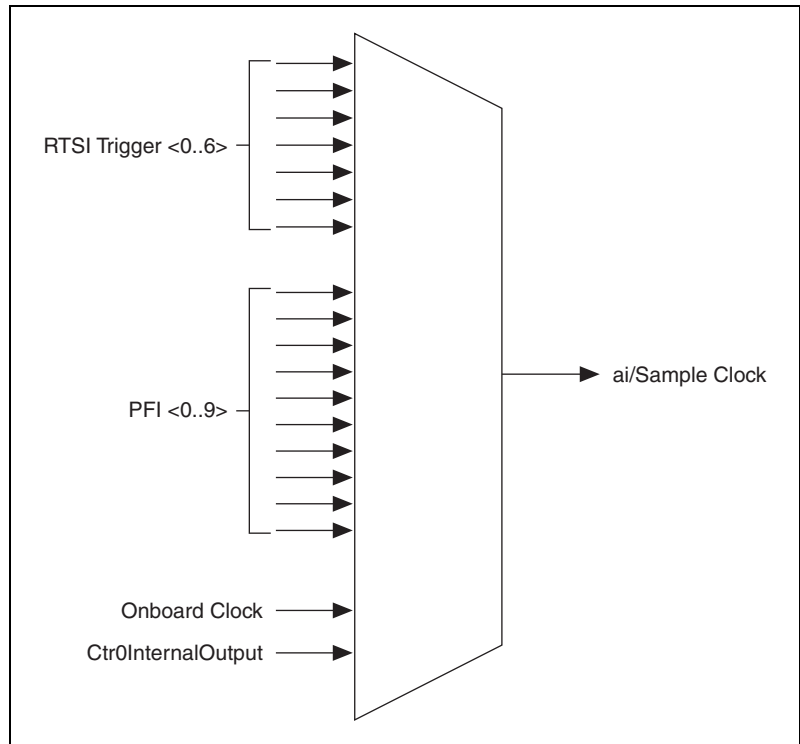 RTSI Trigger <0..6>
PFI <0..9>
ai/Sample Clock
Onboard Clock
Ctr0InternalOutput